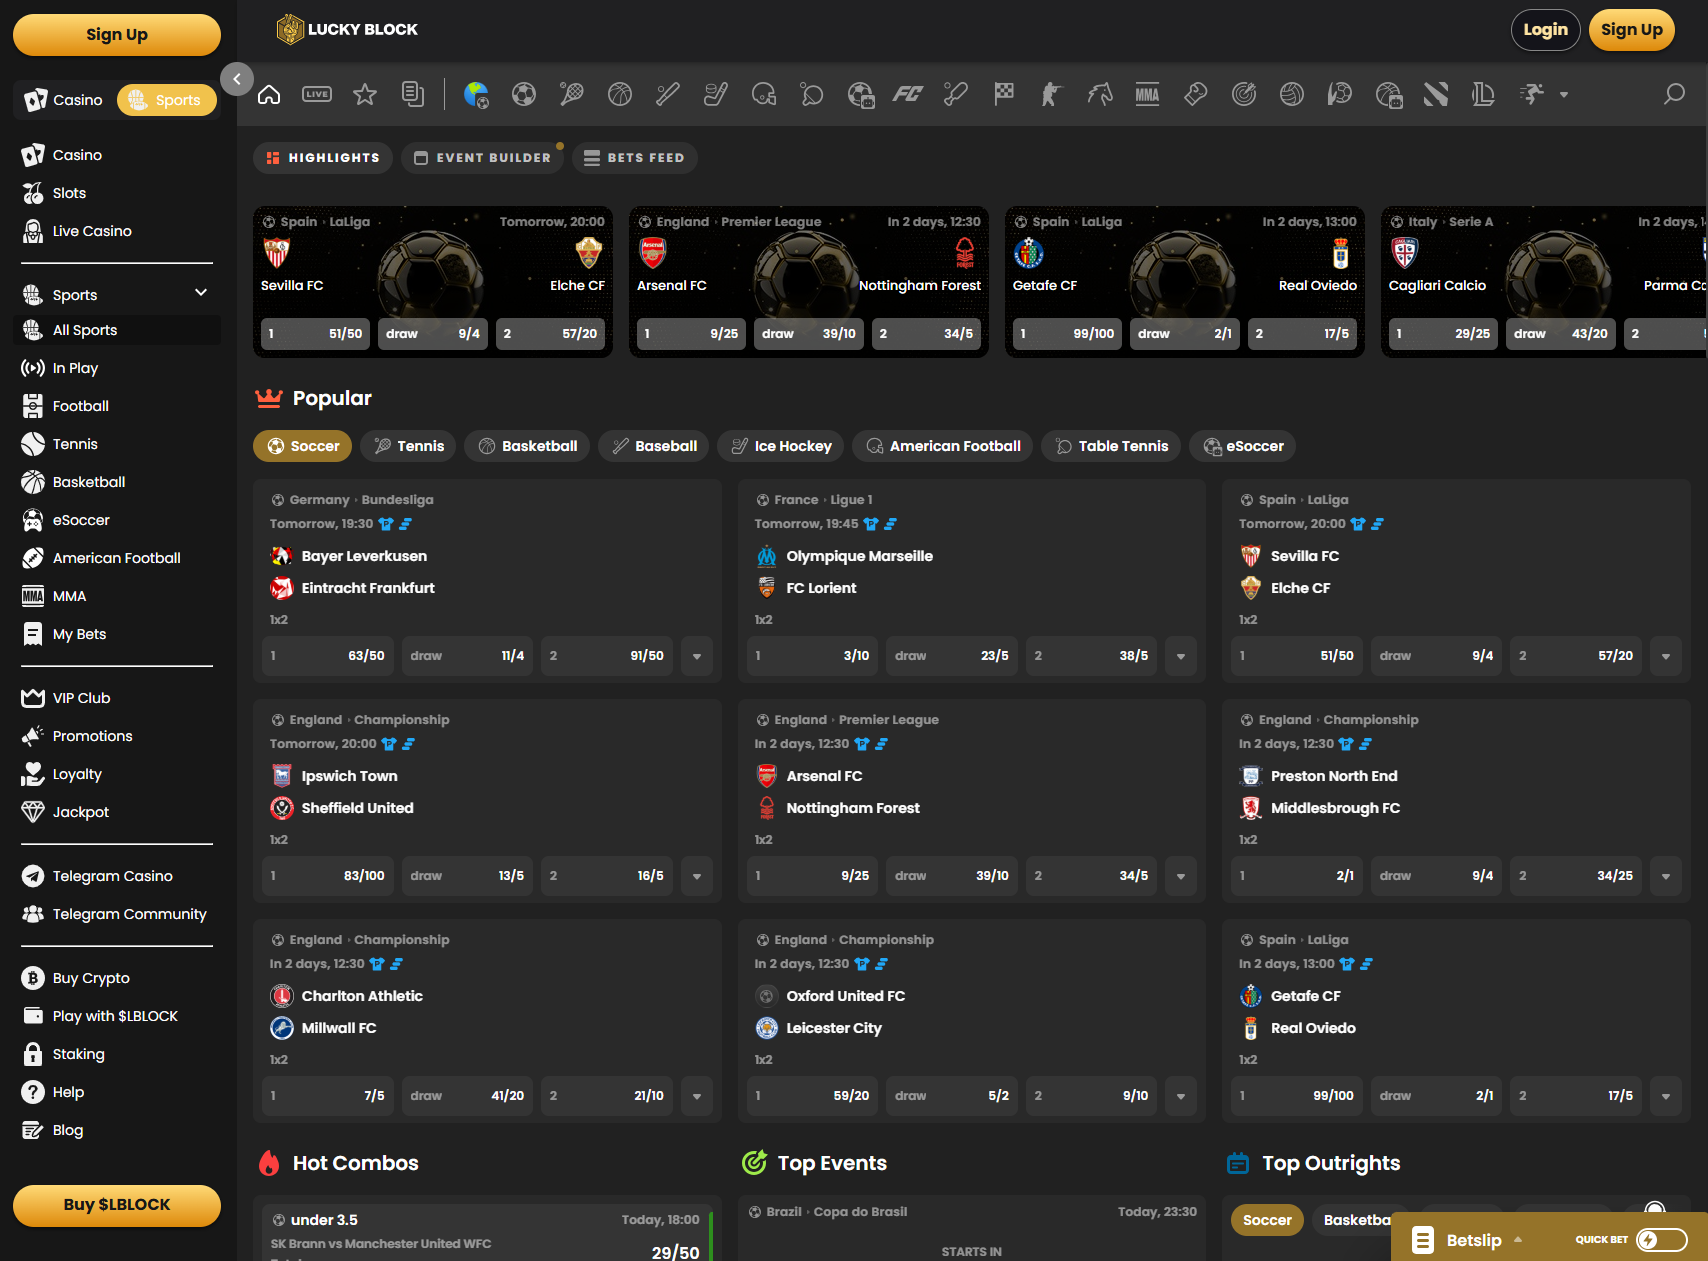 Sign Up
LUCKY BLOCK
Login
Sign Up
Casino
Sports
LIVE
FC
MMA
Casino
Slots
Live Casino
Sports
All Sports
In Play
Football
Tennis
Basketball
eSoccer
American Football
MMA
MMA
My Bets
VIP Club
Promotions
Loyalty
Jackpot
Telegram Casino
Telegram Community
Buy Crypto
Play with $LBLOCK
Staking
Help
Blog
Buy $LBLOCK
HIGHLIGHTS
EVENT BUILDER
BETS FEED
Spain · LaLiga Tomorrow, 20:00
Sevilla FC Elche CF
1 51/50 draw 9/4 2 57/20
England · Premier League In 2 days, 12:30
Arsenal FC Nottingham Forest
1 9/25 draw 39/10 2 34/5
Spain · LaLiga In 2 days, 13:00
Getafe CF Real Oviedo
1 99/100 draw 2/1 2 17/5
Italy · Serie A In 2 days,
Cagliari Calcio Parma
1 29/25 draw 43/20 2
Popular
Soccer Tennis Basketball Baseball Ice Hockey American Football Table Tennis eSoccer
Germany · Bundesliga
Tomorrow, 19:30
Bayer Leverkusen
Eintracht Frankfurt
1x2
1 63/50 draw 11/4 2 91/50
France · Ligue 1
Tomorrow, 19:45
Olympique Marseille
FC Lorient
1x2
1 3/10 draw 23/5 2 38/5
Spain · LaLiga
Tomorrow, 20:00
Sevilla FC
Elche CF
1x2
1 51/50 draw 9/4 2 57/20
England · Championship
Tomorrow, 20:00
Ipswich Town
Sheffield United
1x2
1 83/100 draw 13/5 2 16/5
England · Premier League
In 2 days, 12:30
Arsenal FC
Nottingham Forest
1x2
1 9/25 draw 39/10 2 34/5
England · Championship
In 2 days, 12:30
Preston North End
Middlesbrough FC
1x2
1 2/1 draw 9/4 2 34/25
England · Championship
In 2 days, 12:30
Charlton Athletic
Millwall FC
1x2
1 7/5 draw 41/20 2 21/10
England · Championship
In 2 days, 12:30
Oxford United FC
Leicester City
1x2
1 59/20 draw 5/2 2 9/10
Spain · LaLiga
In 2 days, 13:00
Getafe CF
Real Oviedo
1x2
1 99/100 draw 2/1 2 17/5
Hot Combos
under 3.5 Today, 18:00
SK Brann vs Manchester United WFC
29/50
Top Events
Brazil · Copa do Brasil Today, 23:30
STARTS IN
Top Outrights
Soccer Basketba
Betslip QUICK BET